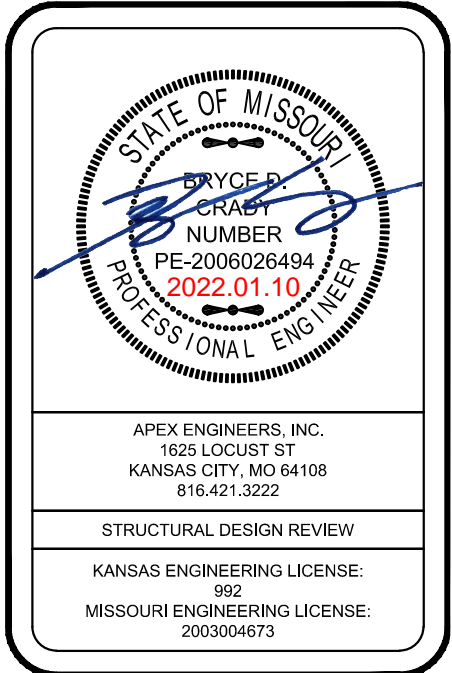 STATE OF MISSOURI
BRYCE D.
CRADY
NUMBER
PE-2006026494
2022.01.10
PROFESSIONAL ENGINEER
APEX ENGINEERS, INC.
1625 LOCUST ST
KANSAS CITY, MO 64108
816.421.3222
STRUCTURAL DESIGN REVIEW
KANSAS ENGINEERING LICENSE:
992
MISSOURI ENGINEERING LICENSE:
2003004673